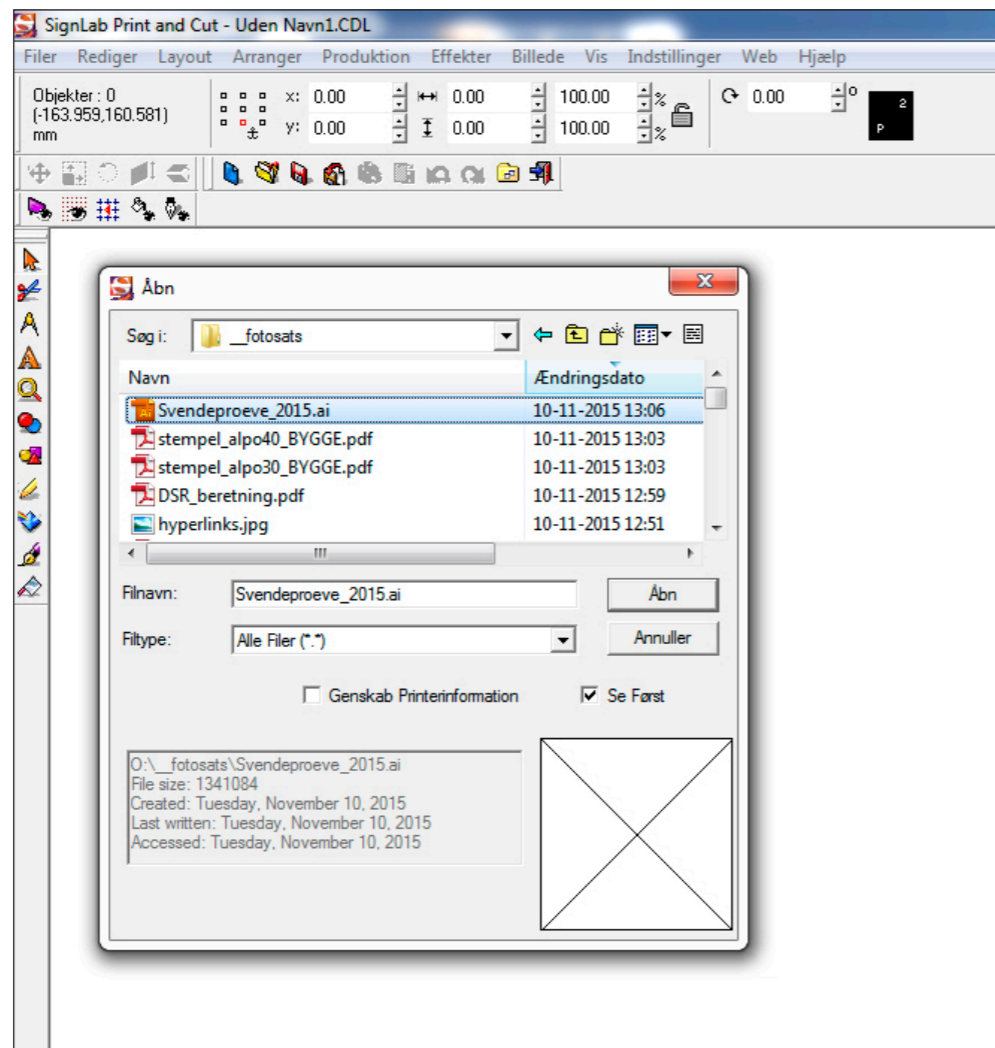 SignLab Print and Cut - Uden Navn1.CDL
Filer Rediger Layout Arranger Produktion Effekter Billede Vis Indstillinger Web Hjælp
Objekter : 0
(-163.959,160.581)
mm
x: 0.00 0.00 100.00 % 0.00 o
y: 0.00 0.00 100.00 %
2
P
Åbn
Søg i: __fotosats
Navn Ændringsdato
Svendeproeve_2015.ai 10-11-2015 13:06
stempel_alpo40_BYGGE.pdf 10-11-2015 13:03
stempel_alpo30_BYGGE.pdf 10-11-2015 13:03
DSR_beretning.pdf 10-11-2015 12:59
hyperlinks.jpg 10-11-2015 12:51
Filnavn: Svendeproeve_2015.ai Åbn
Filtype: Alle Filer (*.*) Annuller
Genskab Printerinformation Se Først
O:\__fotosats\Svendeproeve_2015.ai
File size: 1341084
Created: Tuesday, November 10, 2015
Last written: Tuesday, November 10, 2015
Accessed: Tuesday, November 10, 2015